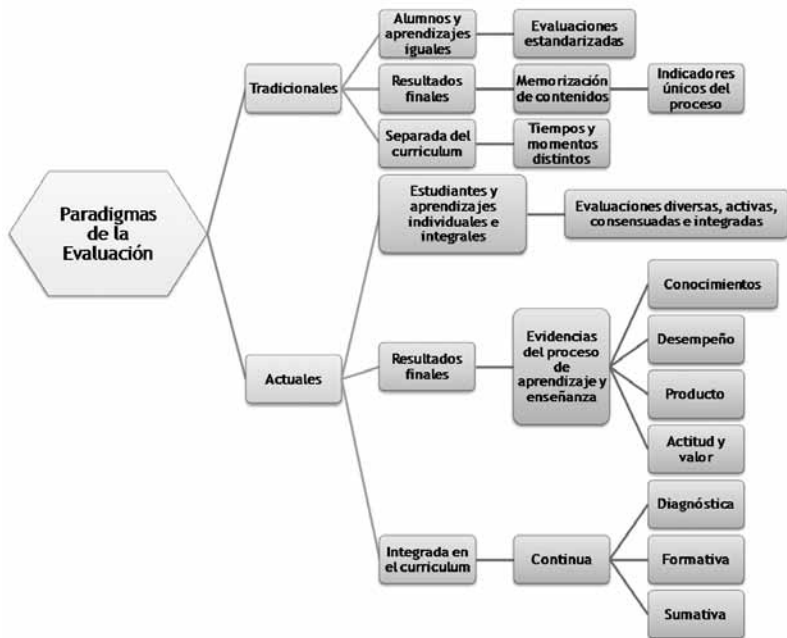 Paradigmas
de la
Evaluación
Tradicionales
Alumnos y
aprendizajes
iguales
Evaluaciones
estandarizadas
Resultados
finales
Memorización
de contenidos
Indicadores
únicos del
proceso
Separada del
curriculum
Tiempos y
momentos
distintos
Actuales
Estudiantes y
aprendizajes
individuales e
integrales
Evaluaciones diversas, activas,
consensuadas e integradas
Resultados
finales
Evidencias
del proceso
de
aprendizaje y
enseñanza
Conocimientos
Desempeño
Producto
Actitud y
valor
Integrada en
el curriculum
Continua
Diagnóstica
Formativa
Sumativa